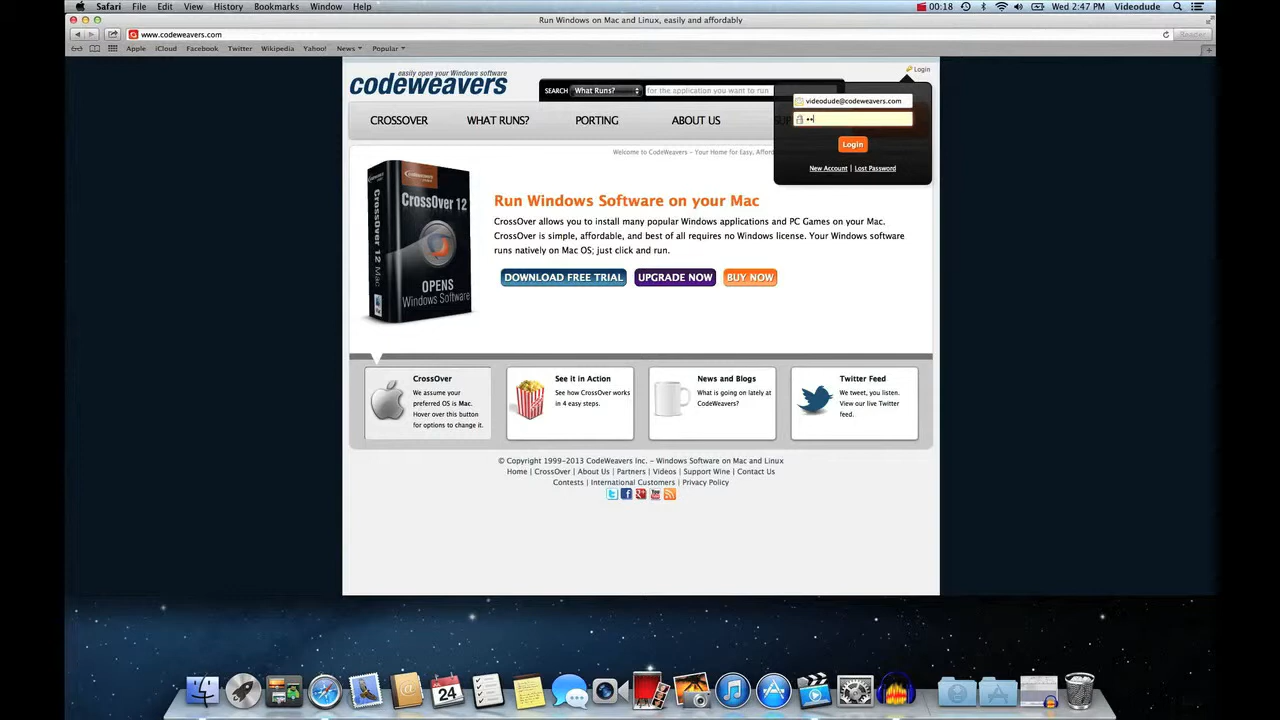 Safari File Edit View History Bookmarks Window Help 00:18 Wed 2:47 PM Videodude
Run Windows on Mac and Linux, easily and affordably
www.codeweavers.com Reader
Apple iCloud Facebook Twitter Wikipedia Yahoo! News Popular
Login
easily open your Windows software
codeweavers
SEARCH What Runs? for the application you want to run
videodude@codeweavers.com
CROSSOVER WHAT RUNS? PORTING ABOUT US
Login
New Account | Lost Password
Welcome to CodeWeavers - Your Home for Easy, Afford
codeweavers
CrossOver 12
CrossOver 12 Mac
OPENS
Windows Software
Run Windows Software on your Mac
CrossOver allows you to install many popular Windows applications and PC Games on your Mac.
CrossOver is simple, affordable, and best of all requires no Windows license. Your Windows software
runs natively on Mac OS; just click and run.
DOWNLOAD FREE TRIAL UPGRADE NOW BUY NOW
CrossOver
We assume your
preferred OS is Mac.
Hover over this button
for options to change it.
See it in Action
See how CrossOver works
in 4 easy steps.
News and Blogs
What is going on lately at
CodeWeavers?
Twitter Feed
We tweet, you listen.
View our live Twitter
feed.
© Copyright 1999-2013 CodeWeavers Inc. - Windows Software on Mac and Linux
Home | CrossOver | About Us | Partners | Videos | Support Wine | Contact Us
Contests | International Customers | Privacy Policy
24